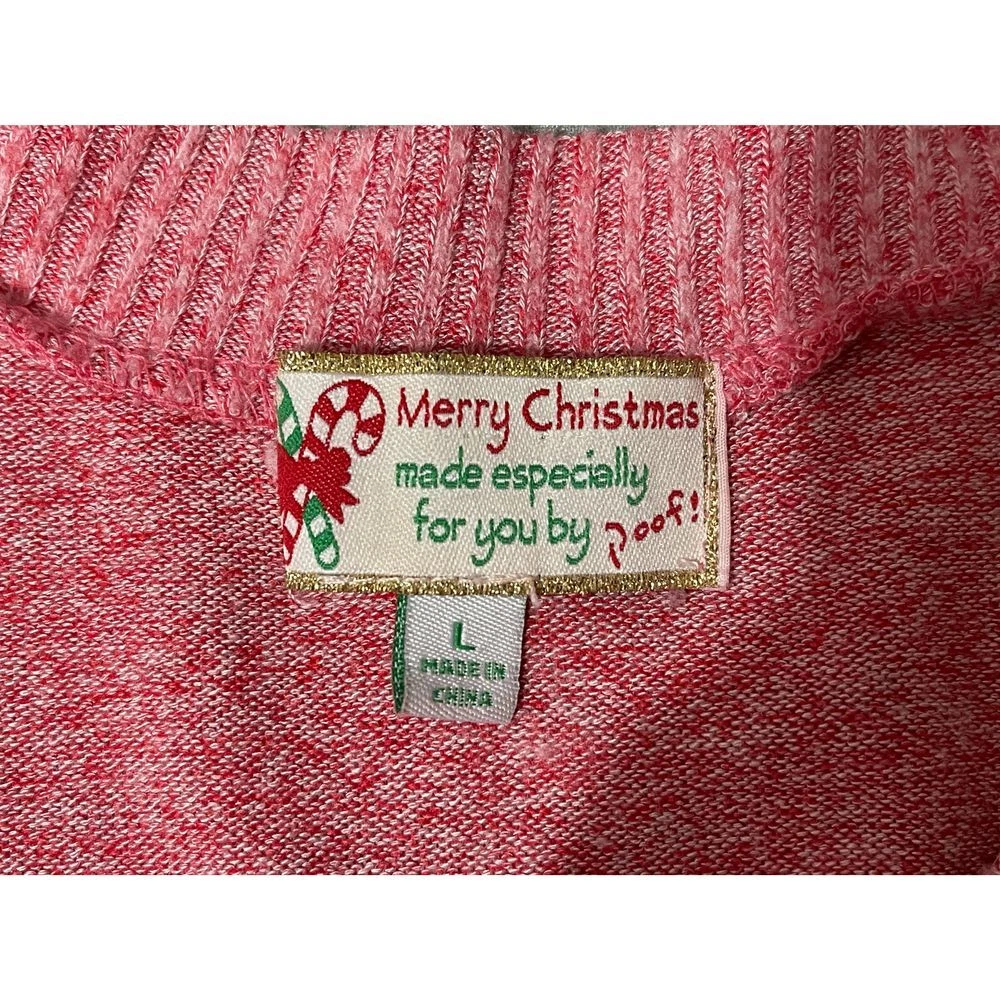 Merry Christmas
made especially
for you by poof!
L
MADE IN
CHINA